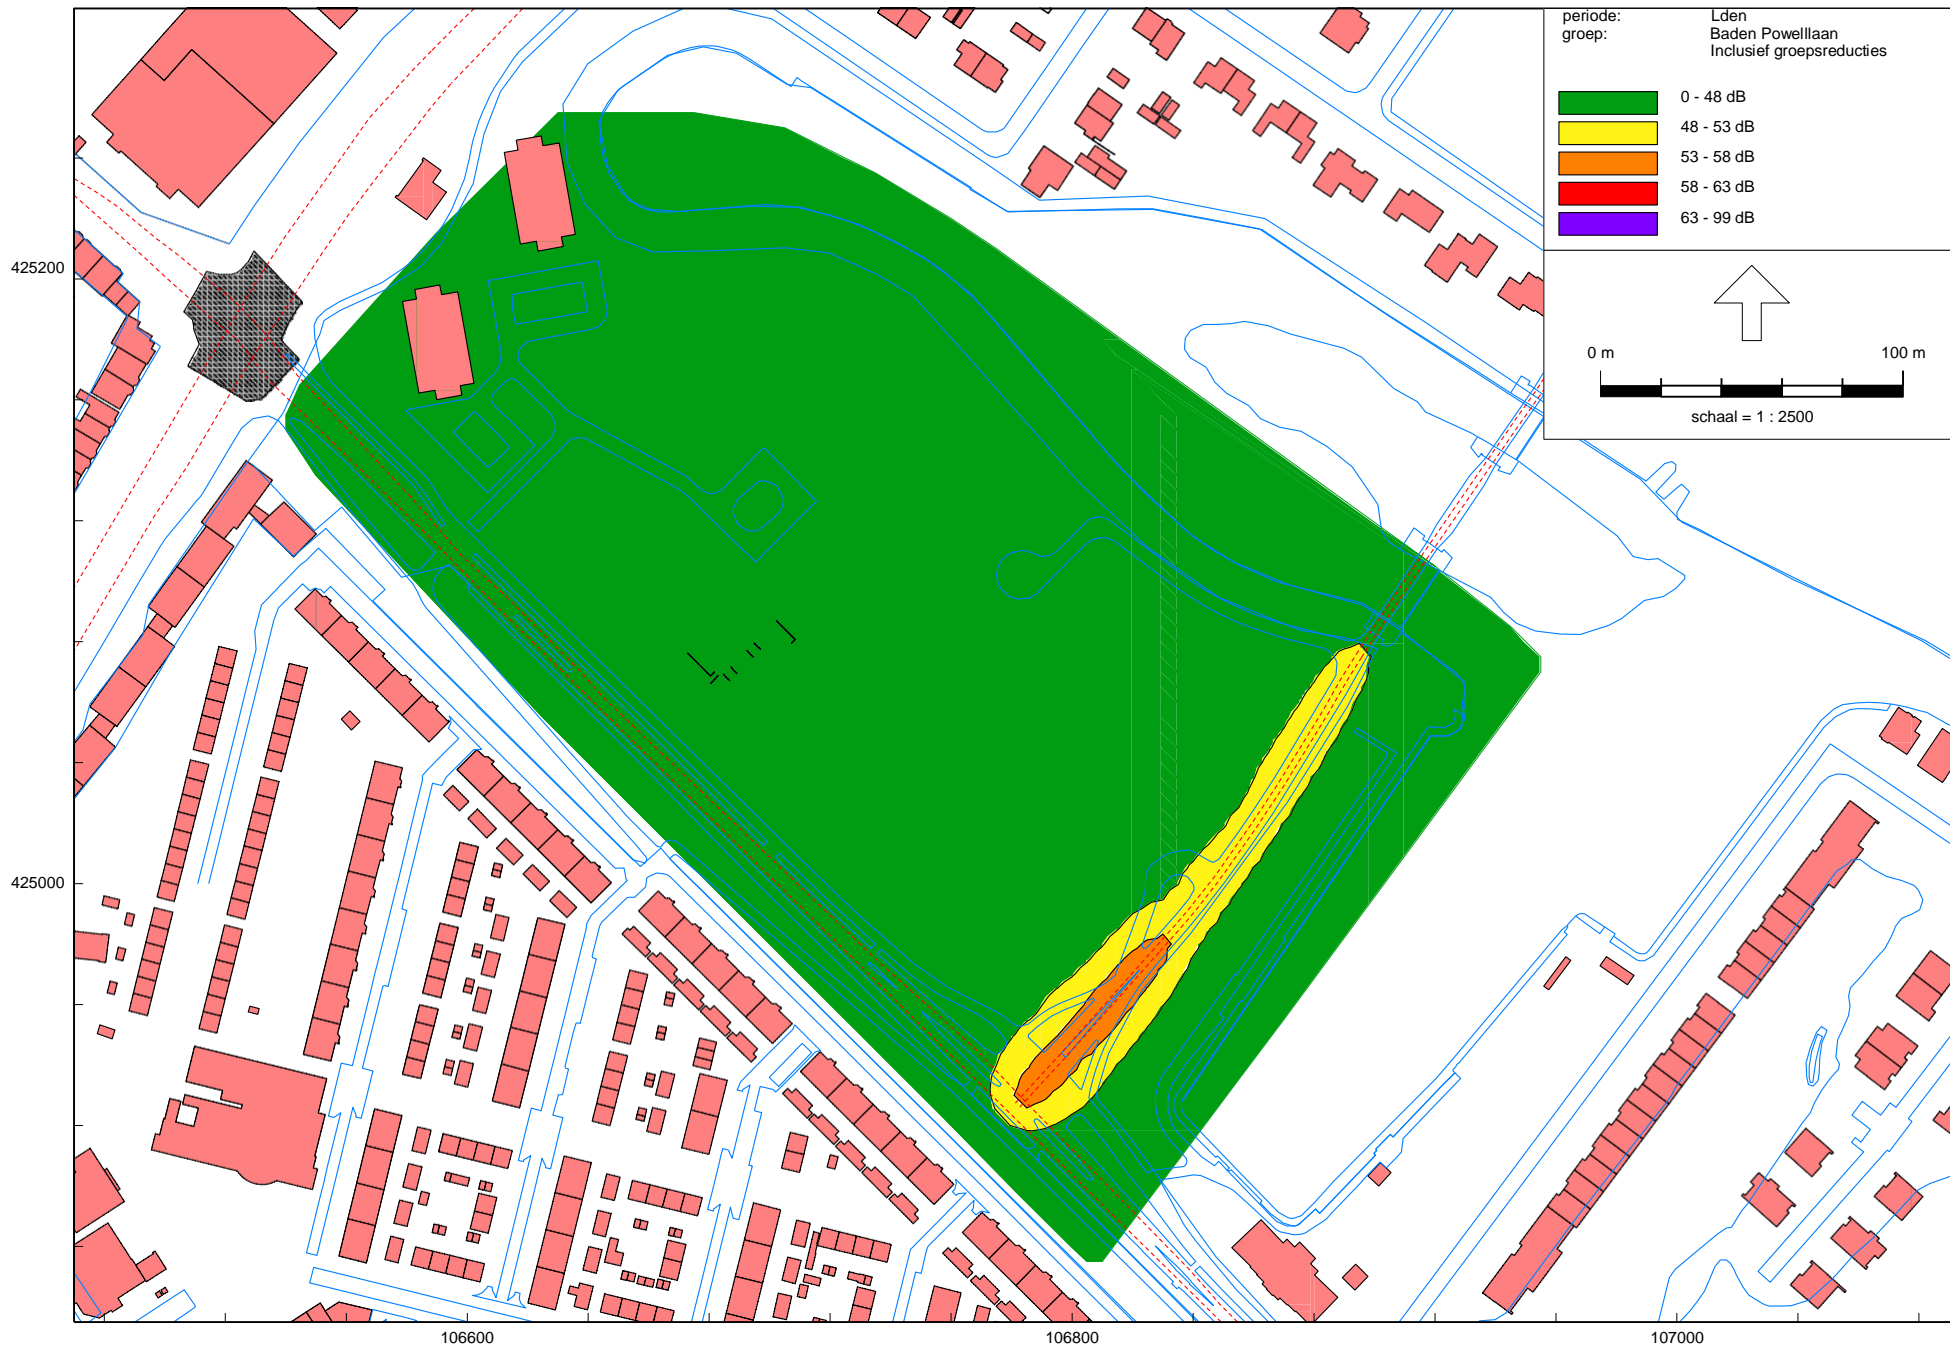 periode: Lden
groep: Baden Powelllaan
Inclusief groepsreducties
0 - 48 dB
48 - 53 dB
53 - 58 dB
58 - 63 dB
63 - 99 dB
0 m 100 m
schaal = 1 : 2500
425200
425000
106600 106800 107000